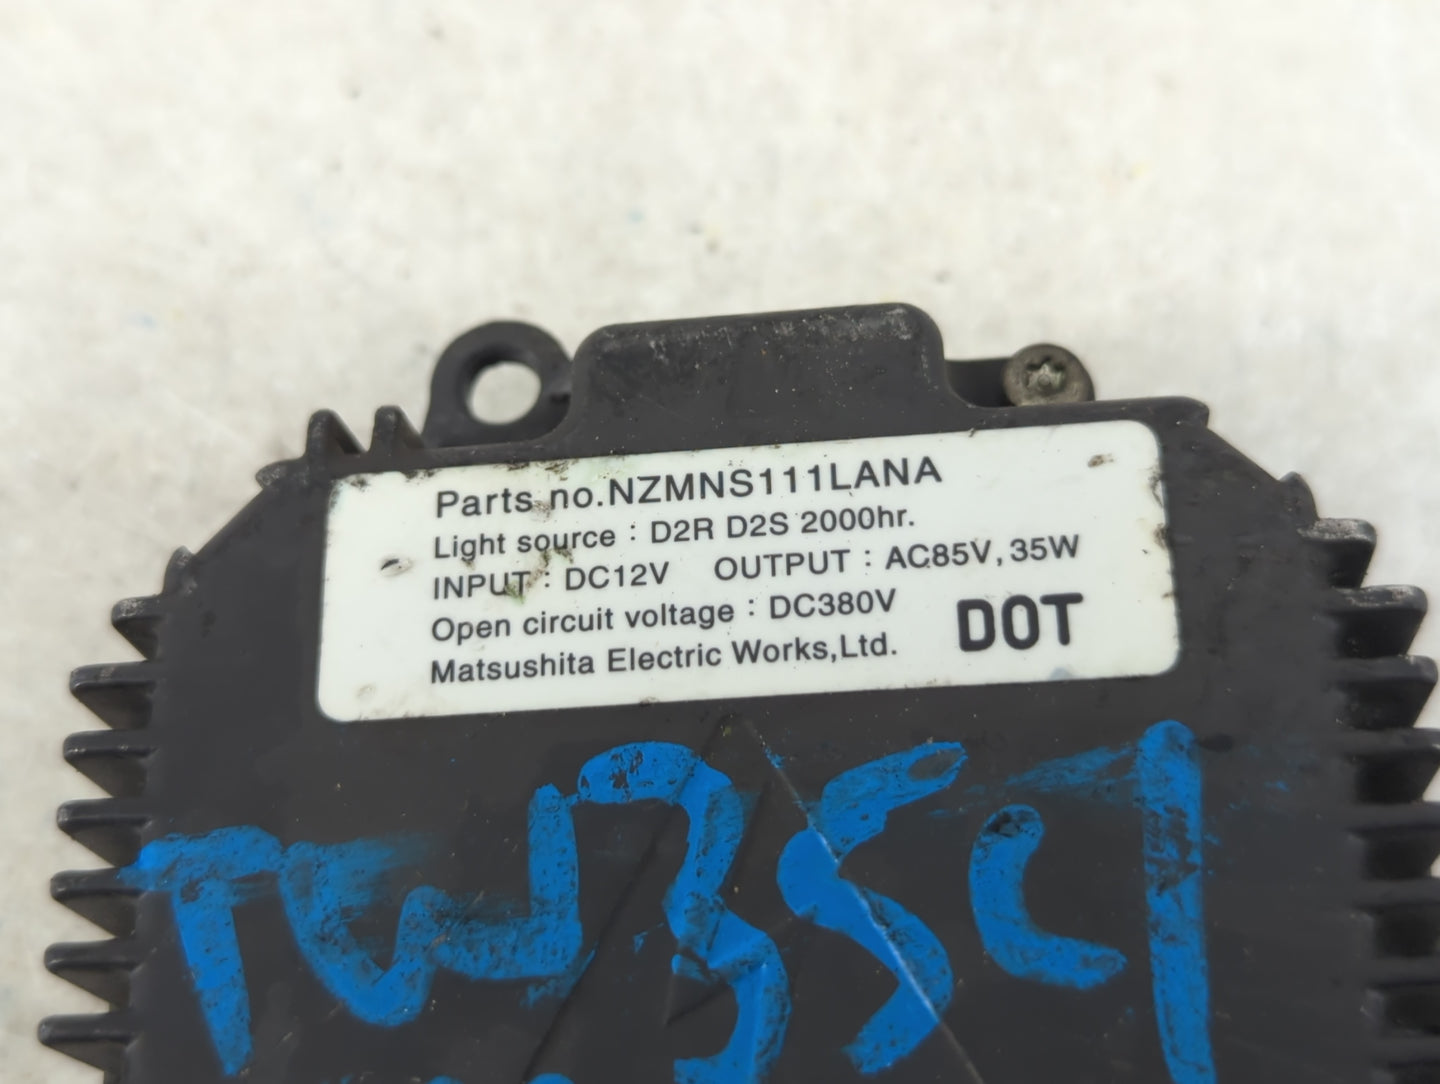 Parts no.NZMNS111LANA
Light source : D2R D2S 2000hr.
INPUT : DC12V OUTPUT : AC85V, 35W
Open circuit voltage : DC380V
Matsushita Electric Works,Ltd. DOT